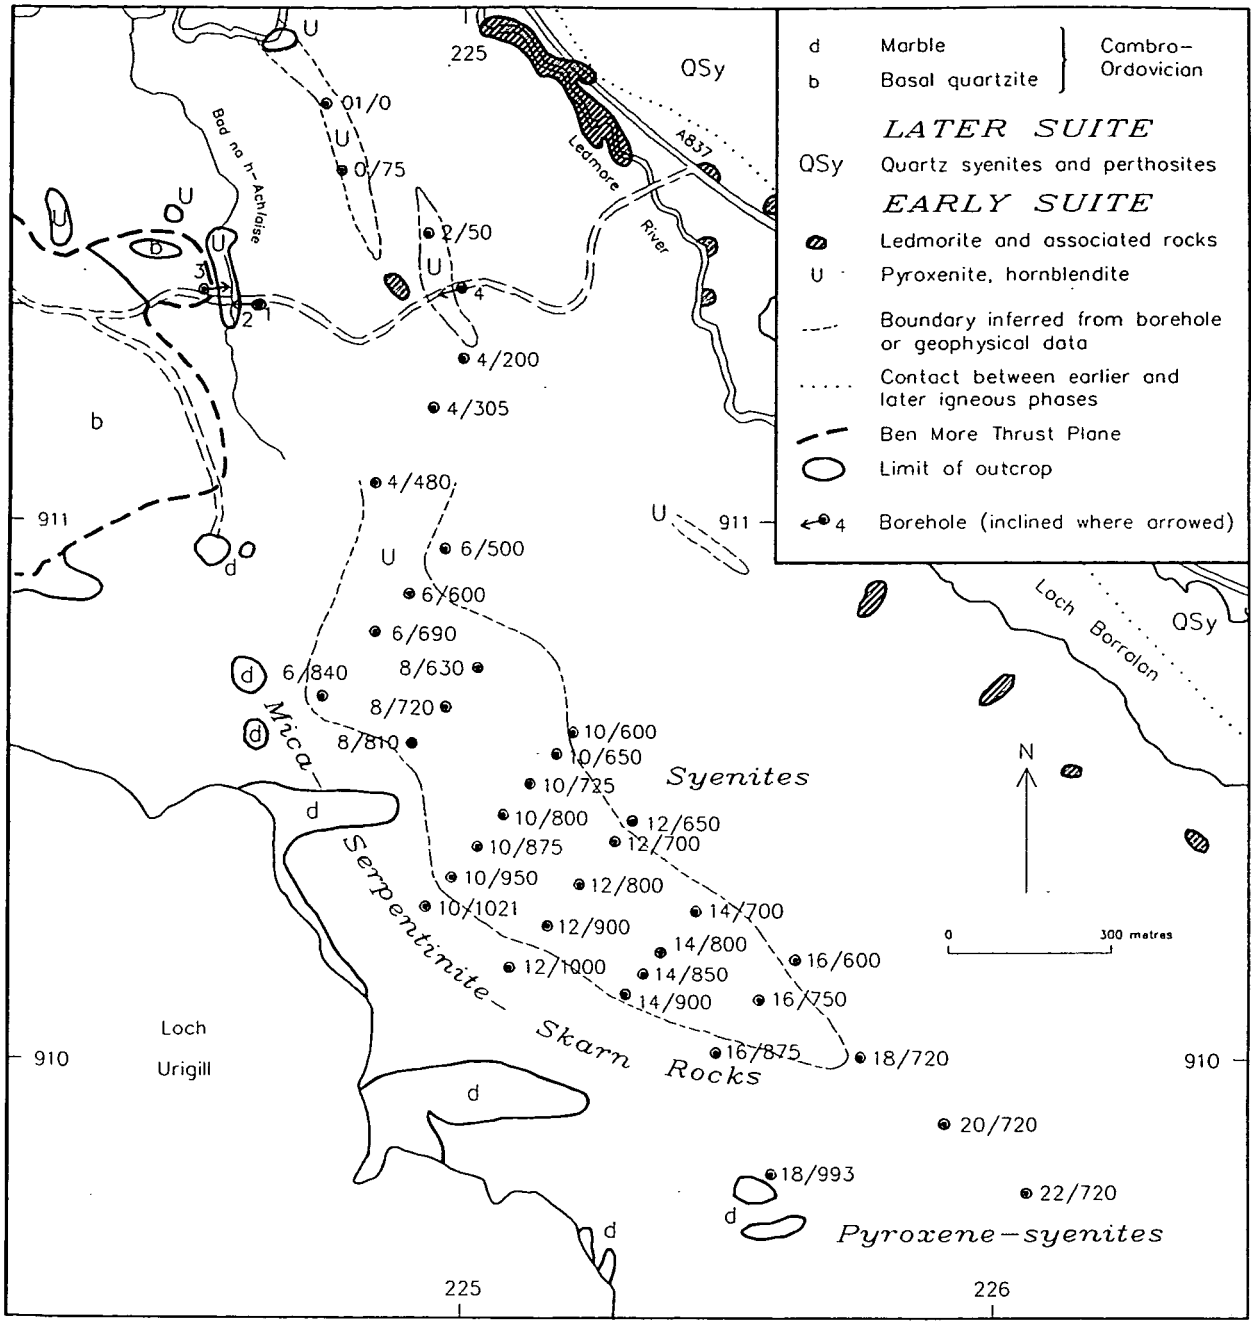 U
225
QSy
01/0
U
0/75
Bad na h-Achlaise
Ledmore
River
A837
U
U
U
b
3
2
1
2/50
U
4
4/200
4/305
b
4/480
911
U
911
6/500
U
d
6/600
6/690
8/630
6/840
d
8/720
d
8/810
10/600
10/650
10/725
10/800
10/875
10/950
10/1021
12/650
12/700
12/800
12/900
12/1000
14/700
14/800
14/850
14/900
16/600
16/750
16/875
18/720
20/720
18/993
22/720
Syenites
Mica-
Serpentinite-
Skarn
Rocks
Pyroxene-syenites
d
d
d
d
Loch
Urigill
Loch
Borralan
QSy
N
0 300 metres
910
910
225
226
d Marble
b Basal quartzite
Cambro-
Ordovician
LATER SUITE
QSy Quartz syenites and perthosites
EARLY SUITE
Ledmorite and associated rocks
U Pyroxenite, hornblendite
Boundary inferred from borehole
or geophysical data
Contact between earlier and
later igneous phases
Ben More Thrust Plane
Limit of outcrop
4 Borehole (inclined where arrowed)